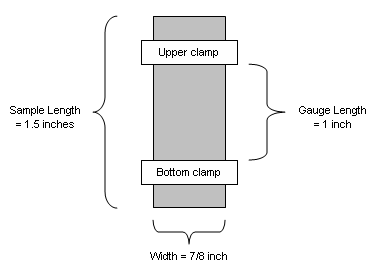 Upper clamp
Sample Length
= 1.5 inches
Gauge Length
= 1 inch
Bottom clamp
Width = 7/8 inch